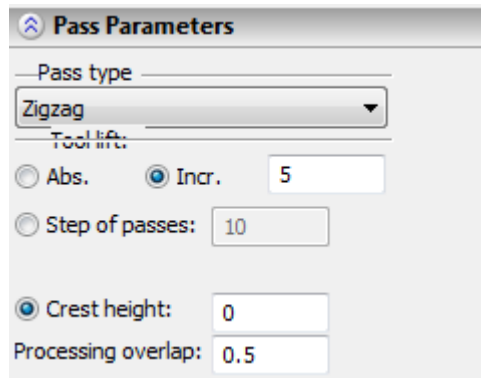 Pass Parameters
Pass type
Zigzag
Tool lift:
Abs. Incr. 5
Step of passes: 10
Crest height: 0
Processing overlap: 0.5